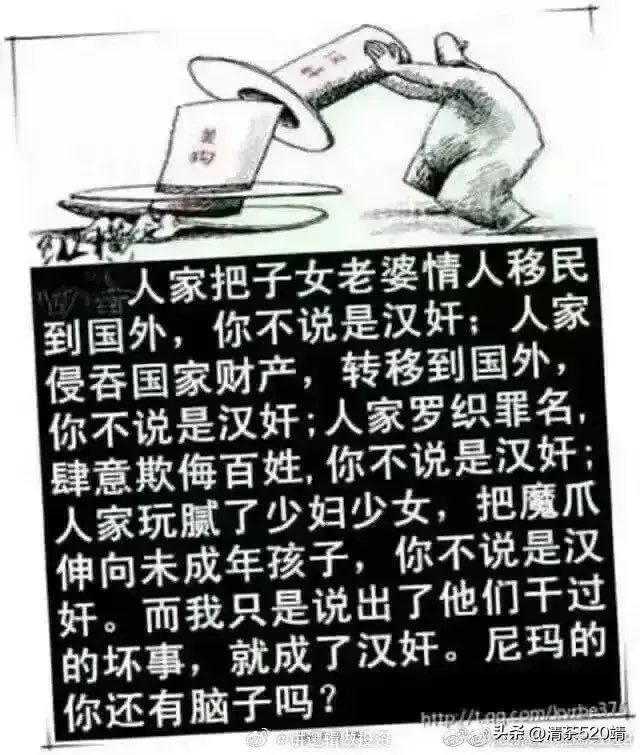 美狗
人家把子女老婆情人移民
到国外，你不说是汉奸；人家
侵吞国家财产，转移到国外，
你不说是汉奸；人家罗织罪名，
肆意欺侮百姓，你不说是汉奸；
人家玩腻了少妇少女，把魔爪
伸向未成年孩子，你不说是汉
奸。而我只是说出了他们干过
的坏事，就成了汉奸。尼玛的
你还有脑子吗？
头条 @清茶520靖